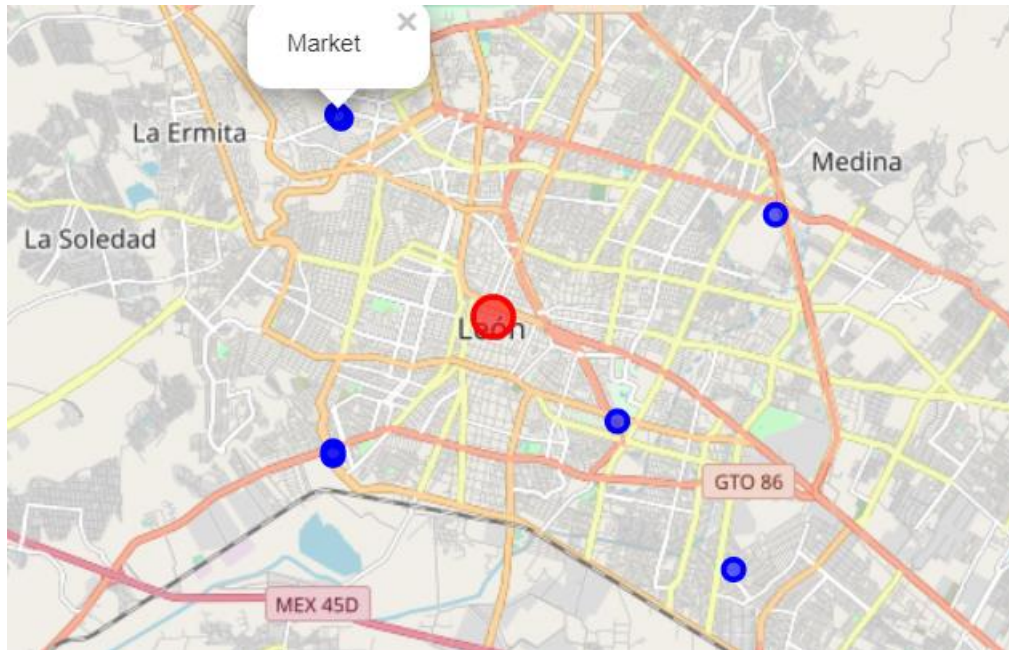 Market
×
La Ermita
Medina
La Soledad
León
GTO 86
MEX 45D